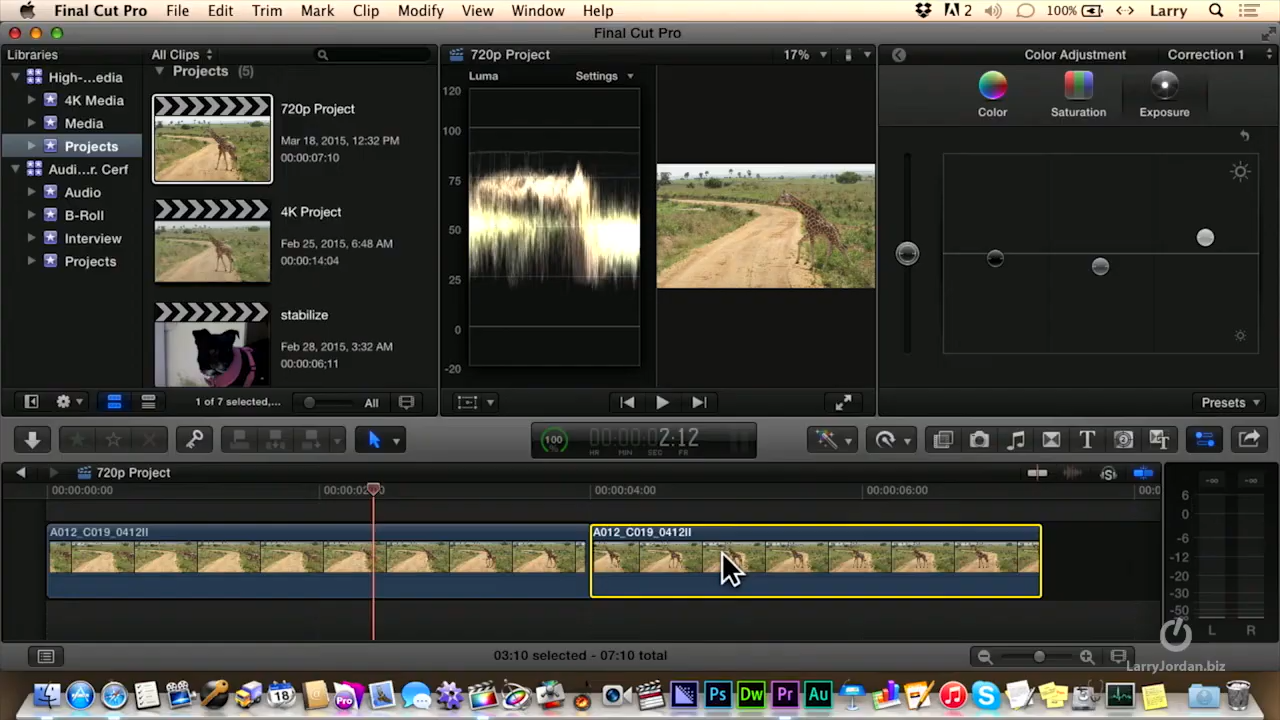 Final Cut Pro File Edit Trim Mark Clip Modify View Window Help 2 100% Larry
Final Cut Pro
Libraries
All Clips
720p Project
17%
Color Adjustment
Correction 1
High-...edia
4K Media
Media
Projects
Audi...r. Cerf
Audio
B-Roll
Interview
Projects
Projects (5)
720p Project
Mar 18, 2015, 12:32 PM
00:00:07:10
4K Project
Feb 25, 2015, 6:48 AM
00:00:14:04
stabilize
Feb 28, 2015, 3:32 AM
00:00:06;11
Luma
Settings
120
100
75
50
25
0
-20
Color
Saturation
Exposure
1 of 7 selected,...
All
Presets
100
%
00:00:0 2:12
HR MIN SEC FR
T
720p Project
00:00:00:00
00:00:04:00
00:00:06:00
A012_C019_0412II
A012_C019_0412II
6
0
-6
-12
-20
-30
-50
-∞ -∞
L R
03:10 selected - 07:10 total
LarryJordan.biz
18
Pro
Ps
Dw
Pr
Au